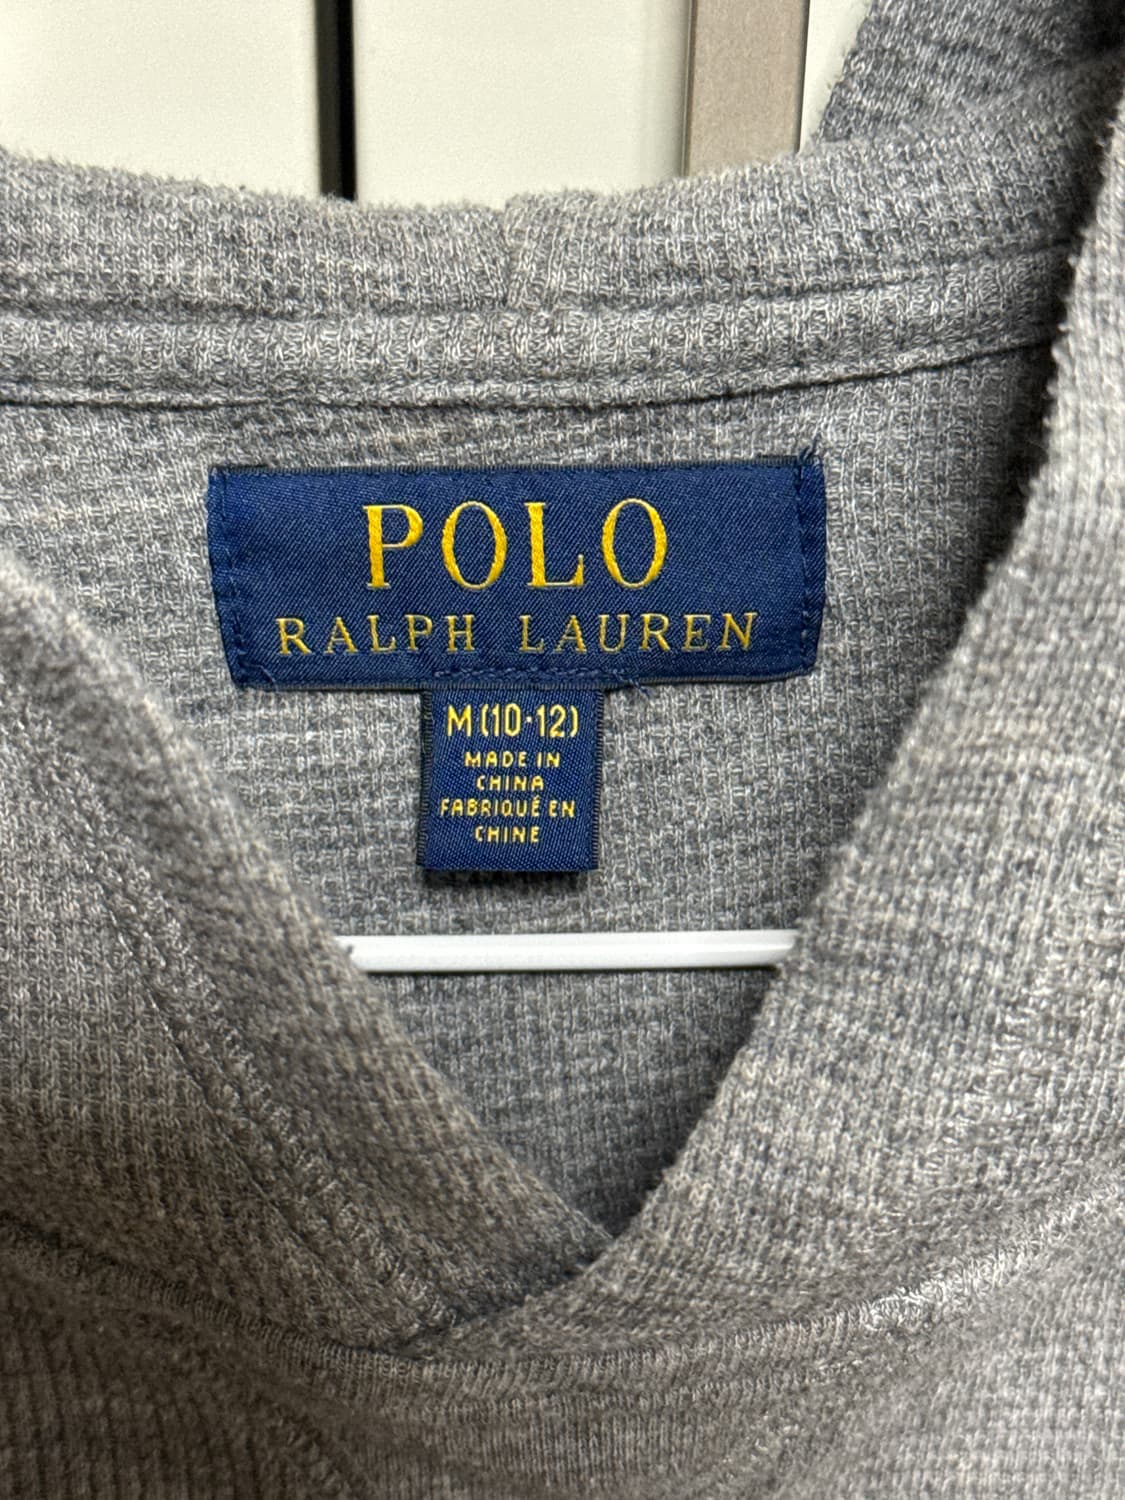 POLO
RALPH LAUREN
M (10·12)
MADE IN
CHINA
FABRIQUÉ EN
CHINE